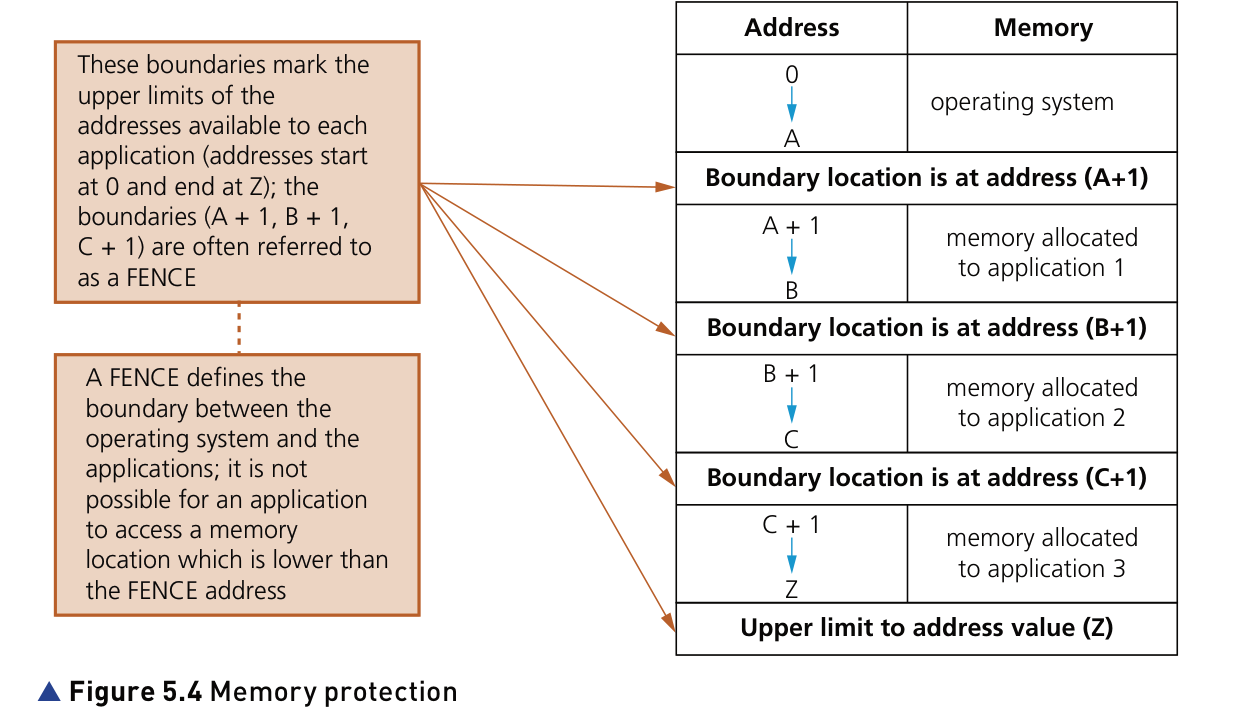 These boundaries mark the
upper limits of the
addresses available to each
application (addresses start
at 0 and end at Z); the
boundaries (A + 1, B + 1,
C + 1) are often referred to
as a FENCE
A FENCE defines the
boundary between the
operating system and the
applications; it is not
possible for an application
to access a memory
location which is lower than
the FENCE address
Address Memory
0
operating system
A
Boundary location is at address (A+1)
A + 1
memory allocated
to application 1
B
Boundary location is at address (B+1)
B + 1
memory allocated
to application 2
C
Boundary location is at address (C+1)
C + 1
memory allocated
to application 3
Z
Upper limit to address value (Z)
▲ Figure 5.4 Memory protection